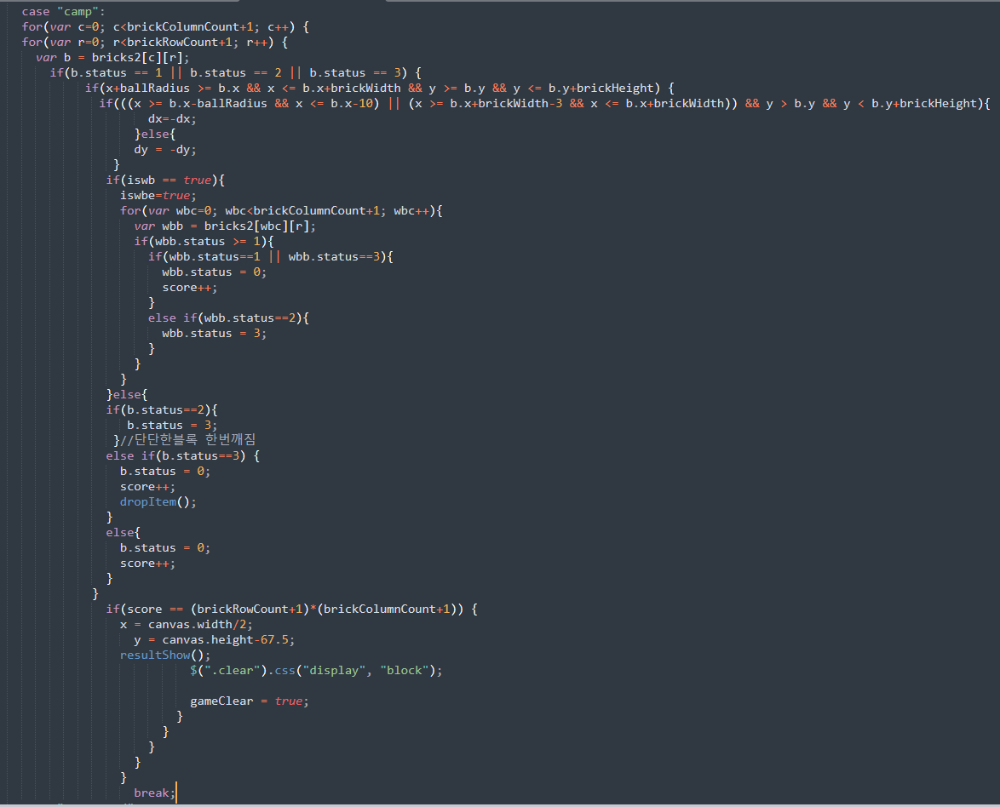 case "camp":
for(var c=0; c<brickColumnCount+1; c++) {
for(var r=0; r<brickRowCount+1; r++) {
var b = bricks2[c][r];
if(b.status == 1 || b.status == 2 || b.status == 3) {
if(x+ballRadius >= b.x && x <= b.x+brickWidth && y >= b.y && y <= b.y+brickHeight) {
if(((x >= b.x-ballRadius && x <= b.x-10) || (x >= b.x+brickWidth-3 && x <= b.x+brickWidth)) && y > b.y && y < b.y+brickHeight){
dx=-dx;
}else{
dy = -dy;
}
if(iswb == true){
iswbe=true;
for(var wbc=0; wbc<brickColumnCount+1; wbc++){
var wbb = bricks2[wbc][r];
if(wbb.status >= 1){
if(wbb.status==1 || wbb.status==3){
wbb.status = 0;
score++;
}
else if(wbb.status==2){
wbb.status = 3;
}
}
}
}else{
if(b.status==2){
b.status = 3;
}//단단한블록 한번깨짐
else if(b.status==3) {
b.status = 0;
score++;
dropItem();
}
else{
b.status = 0;
score++;
}
}
if(score == (brickRowCount+1)*(brickColumnCount+1)) {
x = canvas.width/2;
y = canvas.height-67.5;
resultShow();
$(".clear").css("display", "block");
gameClear = true;
}
}
}
}
}
break;